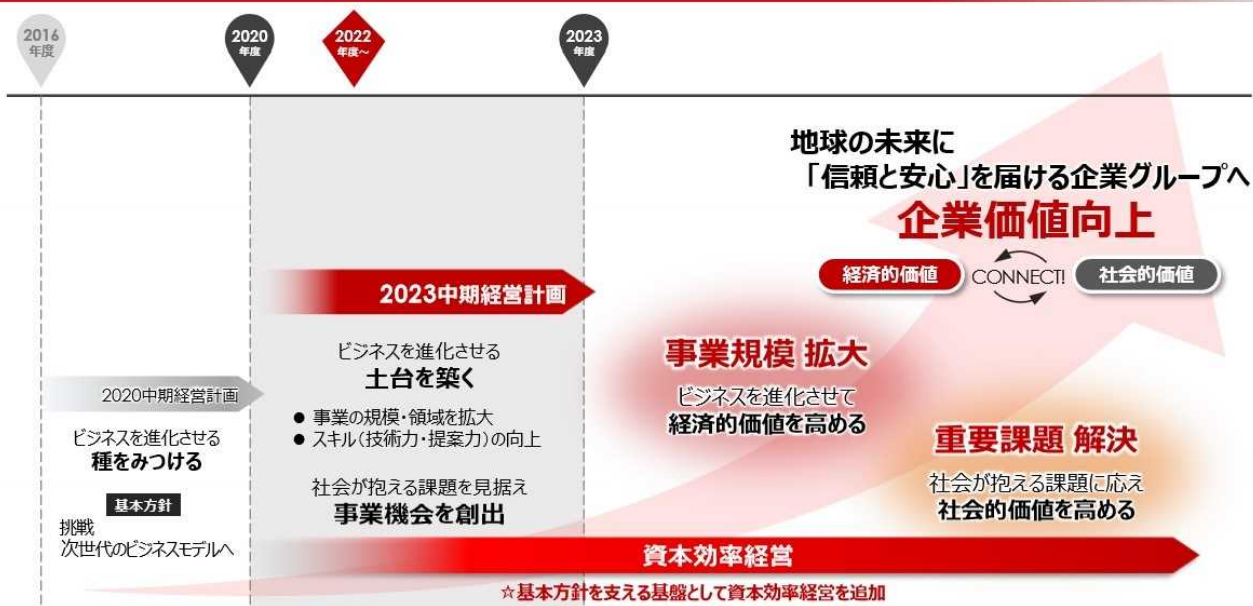 2016
年度
2020
年度
2022
年度～
2023
年度
地球の未来に
「信頼と安心」を届ける企業グループへ
企業価値向上
経済的価値
CONNECT!
社会的価値
2023中期経営計画
ビジネスを進化させる
土台を築く
● 事業の規模・領域を拡大
● スキル（技術力・提案力）の向上
社会が抱える課題を見据え
事業機会を創出
2020中期経営計画
ビジネスを進化させる
種をみつける
基本方針
挑戦
次世代のビジネスモデルへ
事業規模 拡大
ビジネスを進化させて
経済的価値を高める
重要課題 解決
社会が抱える課題に応え
社会的価値を高める
資本効率経営
☆基本方針を支える基盤として資本効率経営を追加